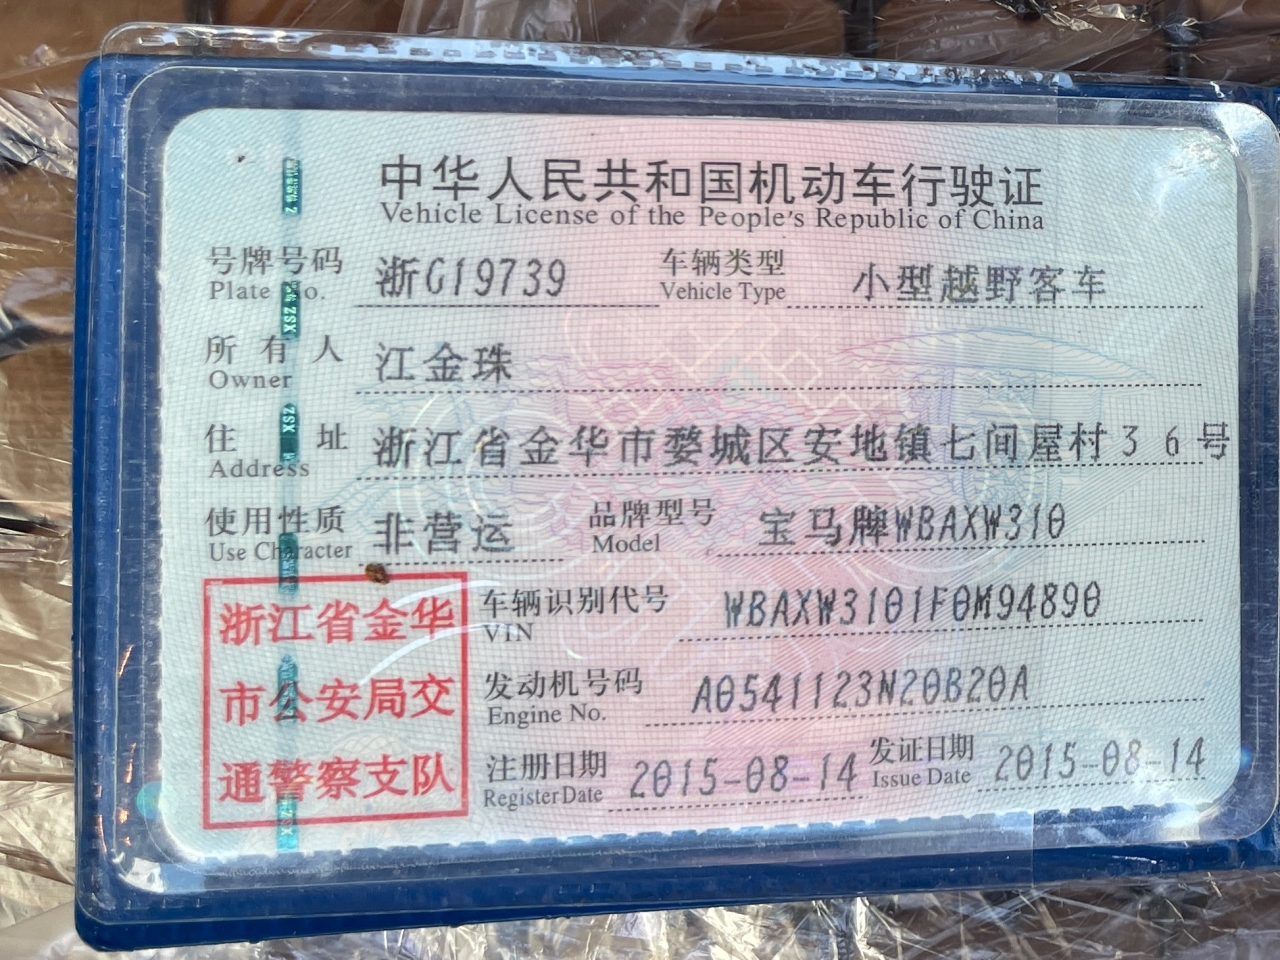 中华人民共和国机动车行驶证
Vehicle License of the People's Republic of China
号牌号码 浙G19739 车辆类型 小型越野客车
Plate No. Vehicle Type
所有人 江金珠
Owner
住址 浙江省金华市婺城区安地镇七间屋村36号
Address
使用性质 非营运 品牌型号 宝马牌WBAXW310
Use Character Model
浙江省金华
市公安局交
通警察支队
车辆识别代号 WBAXW3101F0M94890
VIN
发动机号码 A0541123N20B20A
Engine No.
注册日期 2015-08-14 发证日期 2015-08-14
Register Date Issue Date